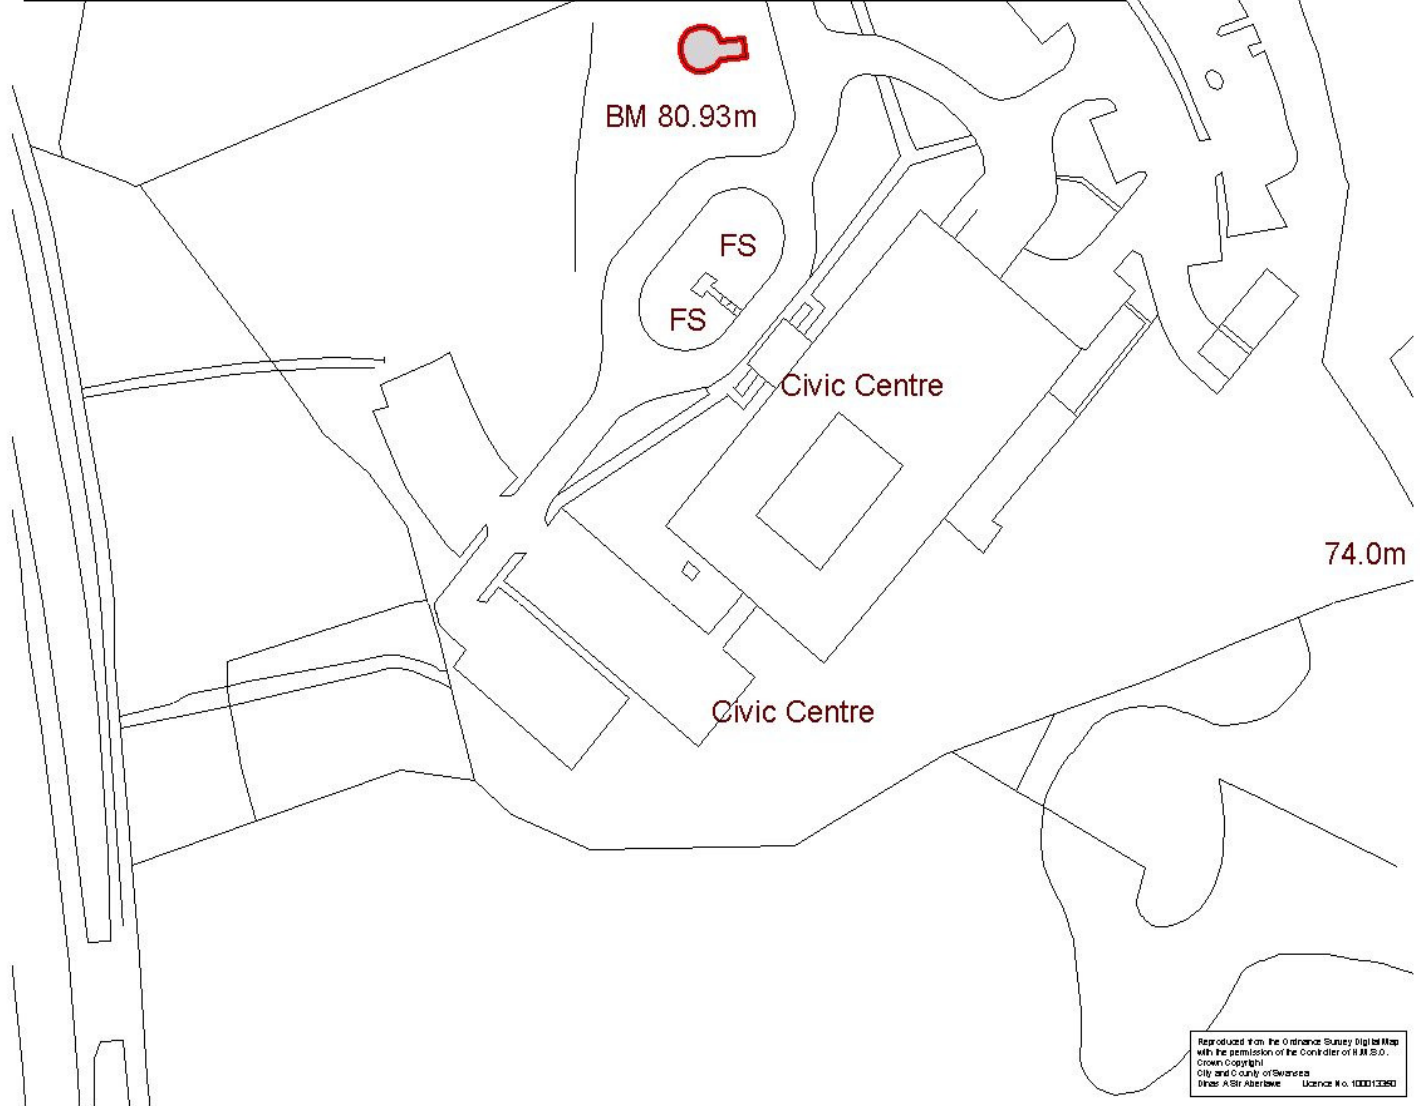 BM 80.93m
FS
FS
Civic Centre
74.0m
Civic Centre
Reproduced from the Ordnance Survey Digital Map
with the permission of the Controller of H.M.S.O.
Crown Copyright
City and County of Swansea
Dinas A Sir Abertawe Licence No. 100013390